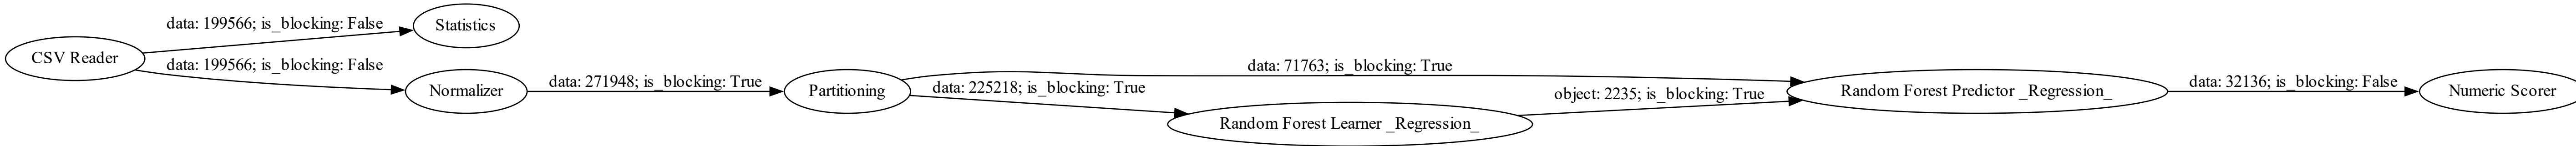 CSV Reader
data: 199566; is_blocking: False
Statistics
data: 199566; is_blocking: False
Normalizer
data: 271948; is_blocking: True
Partitioning
data: 71763; is_blocking: True
data: 225218; is_blocking: True
Random Forest Learner _Regression_
object: 2235; is_blocking: True
Random Forest Predictor _Regression_
data: 32136; is_blocking: False
Numeric Scorer